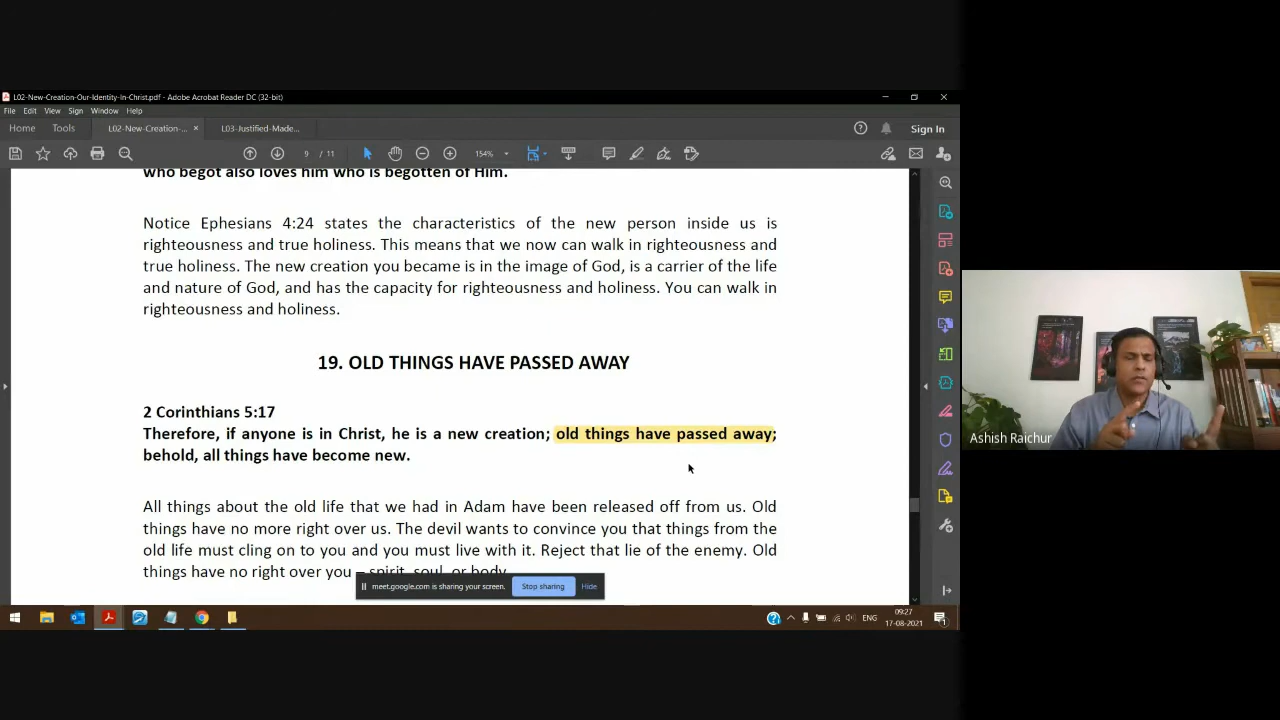 L02-New-Creation-Our-Identity-In-Christ.pdf - Adobe Acrobat Reader DC (32-bit)
File Edit View Sign Window Help
Home Tools L02-New-Creation-... × L03-Justified-Made... Sign In
9 / 11 154%
who begot also loves him who is begotten of Him.
Notice Ephesians 4:24 states the characteristics of the new person inside us is
righteousness and true holiness. This means that we now can walk in righteousness and
true holiness. The new creation you became is in the image of God, is a carrier of the life
and nature of God, and has the capacity for righteousness and holiness. You can walk in
righteousness and holiness.
19. OLD THINGS HAVE PASSED AWAY
2 Corinthians 5:17
Therefore, if anyone is in Christ, he is a new creation; old things have passed away;
behold, all things have become new.
All things about the old life that we had in Adam have been released off from us. Old
things have no more right over us. The devil wants to convince you that things from the
old life must cling on to you and you must live with it. Reject that lie of the enemy. Old
things have no right over you – spirit, soul, or body.
meet.google.com is sharing your screen. Stop sharing Hide
ENG
09:27
17-08-2021
Ashish Raichur